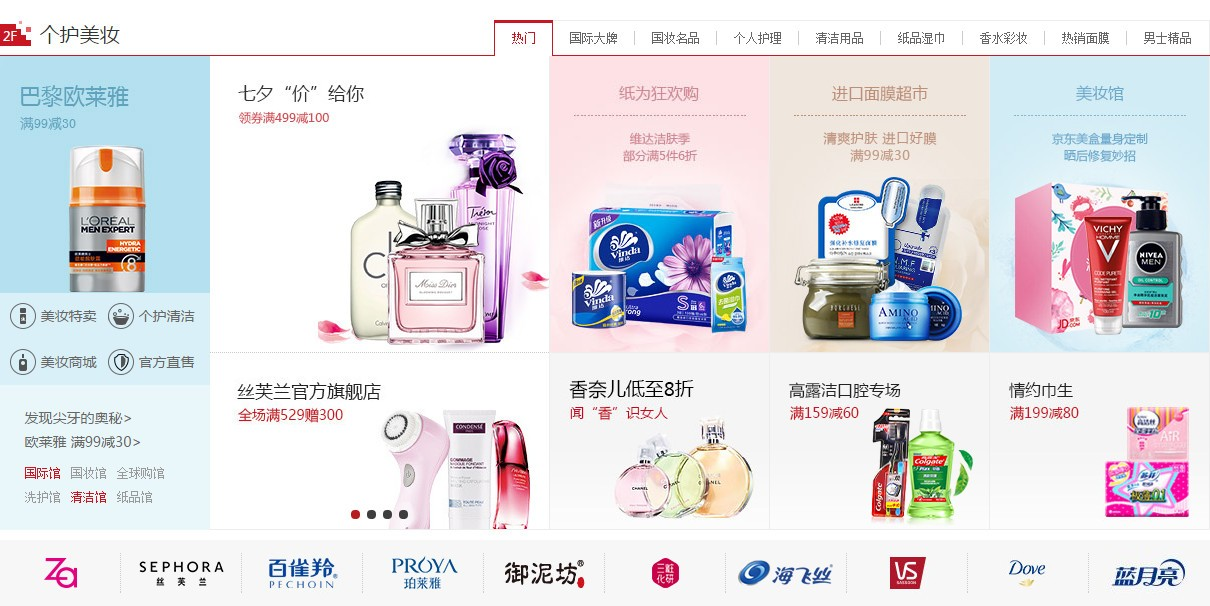 2F 个护美妆
热门 国际大牌 国妆名品 个人护理 清洁用品 纸品湿巾 香水彩妆 热销面膜 男士精品
巴黎欧莱雅
满99减30
L'ORÉAL
MEN EXPERT
HYDRA
ENERGETIC
美妆特卖 个护清洁
美妆商城 官方直售
发现尖牙的奥秘>
欧莱雅 满99减30>
国际馆 国妆馆 全球购馆
洗护馆 清洁馆 纸品馆
七夕“价”给你
领券满499减100
Miss Dior
纸为狂欢购
维达洁肤季
部分满5件6折
Vinda
维达
Vinda
进口面膜超市
清爽护肤 进口好膜
满99减30
AMINO
美妆馆
京东美盒量身定制
晒后修复妙招
VICHY
HOMME
NIVEA
MEN
丝芙兰官方旗舰店
全场满529赠300
香奈儿低至8折
闻“香”识女人
CHANEL
高露洁口腔专场
满159减60
Colgate
Colgate
情约巾生
满199减80
AIR
Za
SEPHORA
丝芙兰
百雀羚
PECHOIN
PRÓYA
珀莱雅
御泥坊
三草
化研
海飞丝
VS
SASSOON
Dove
蓝月亮